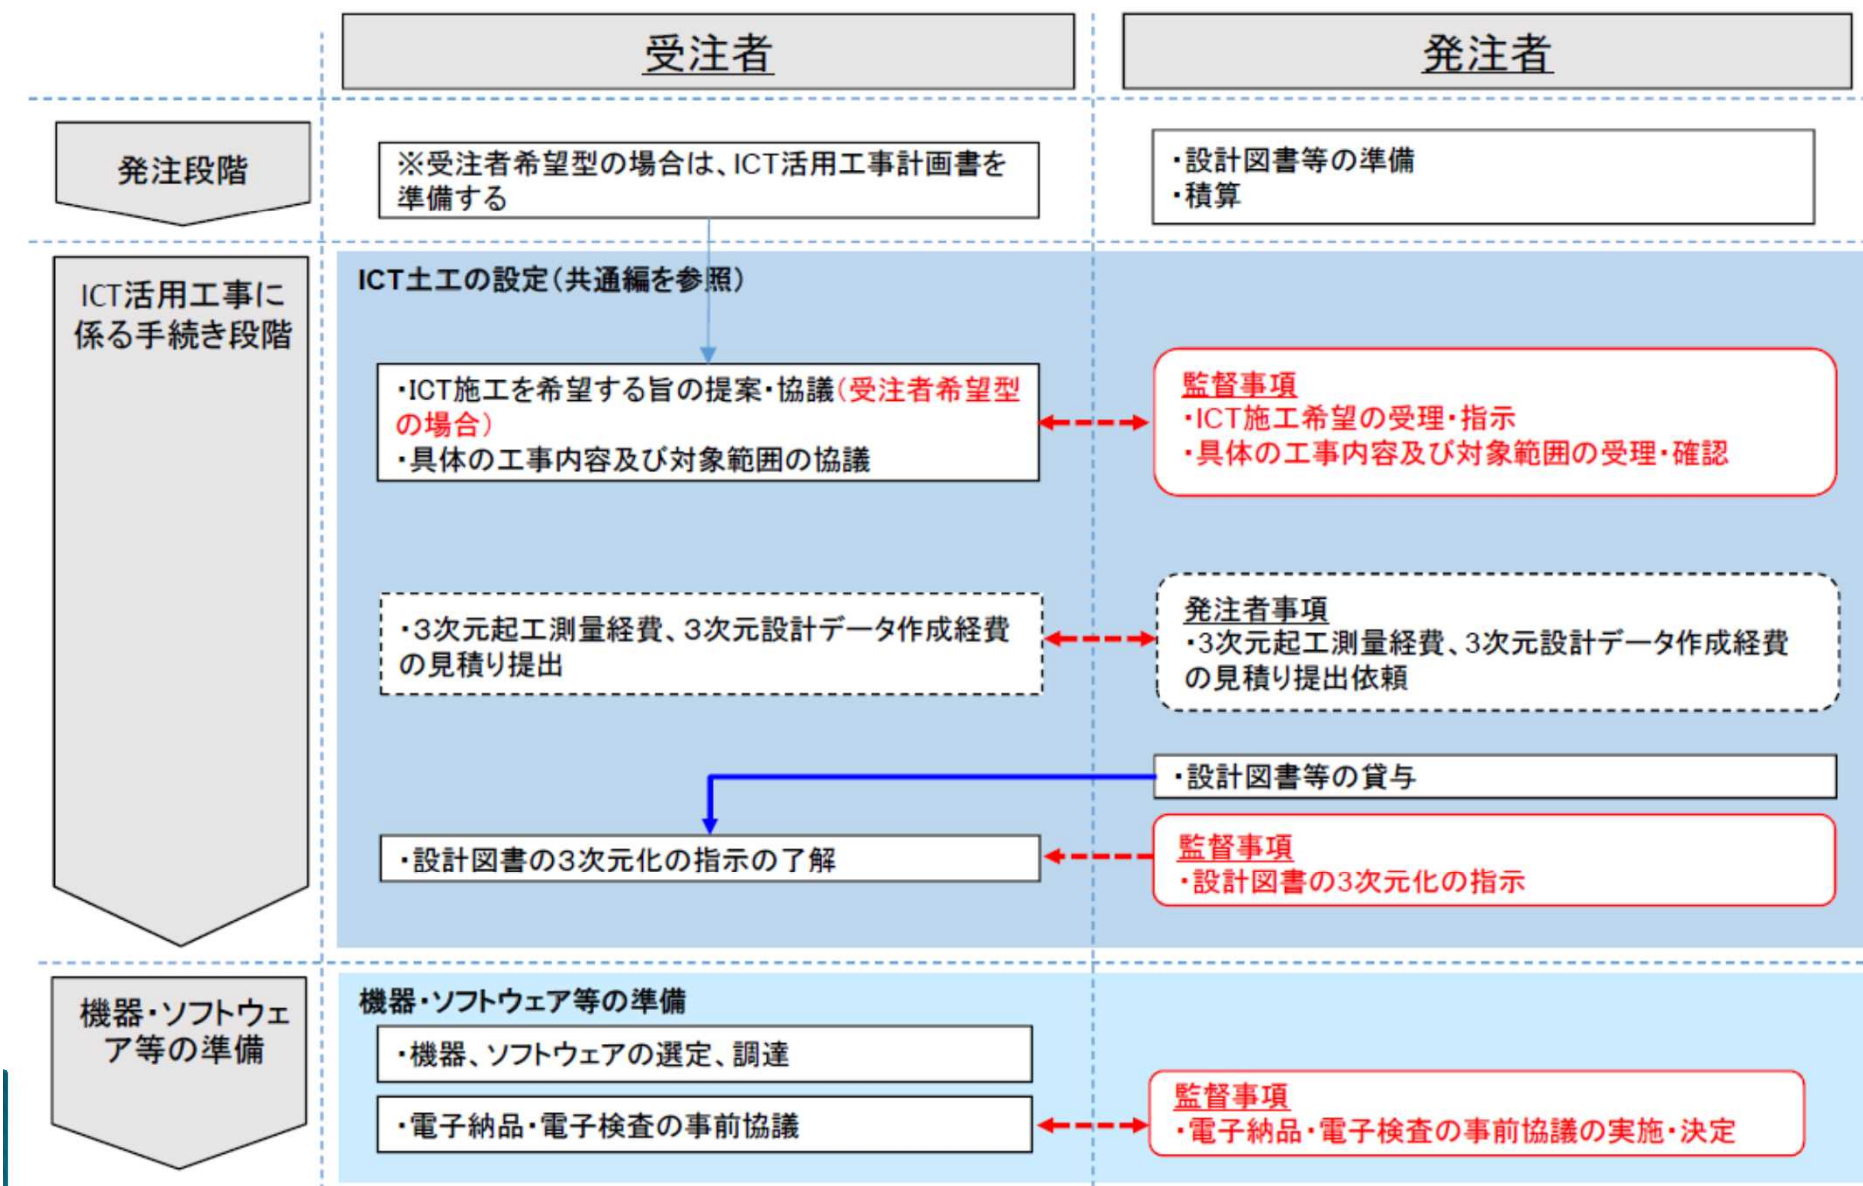 受注者
発注者
発注段階
※受注者希望型の場合は、ICT活用工事計画書を
準備する
・設計図書等の準備
・積算
ICT活用工事に
係る手続き段階
ICT土工の設定(共通編を参照)
・ICT施工を希望する旨の提案・協議(受注者希望型
の場合)
・具体の工事内容及び対象範囲の協議
監督事項
・ICT施工希望の受理・指示
・具体の工事内容及び対象範囲の受理・確認
・3次元起工測量経費、3次元設計データ作成経費
の見積り提出
発注者事項
・3次元起工測量経費、3次元設計データ作成経費
の見積り提出依頼
・設計図書等の貸与
・設計図書の3次元化の指示の了解
監督事項
・設計図書の3次元化の指示
機器・ソフトウェ
ア等の準備
機器・ソフトウェア等の準備
・機器、ソフトウェアの選定、調達
・電子納品・電子検査の事前協議
監督事項
・電子納品・電子検査の事前協議の実施・決定